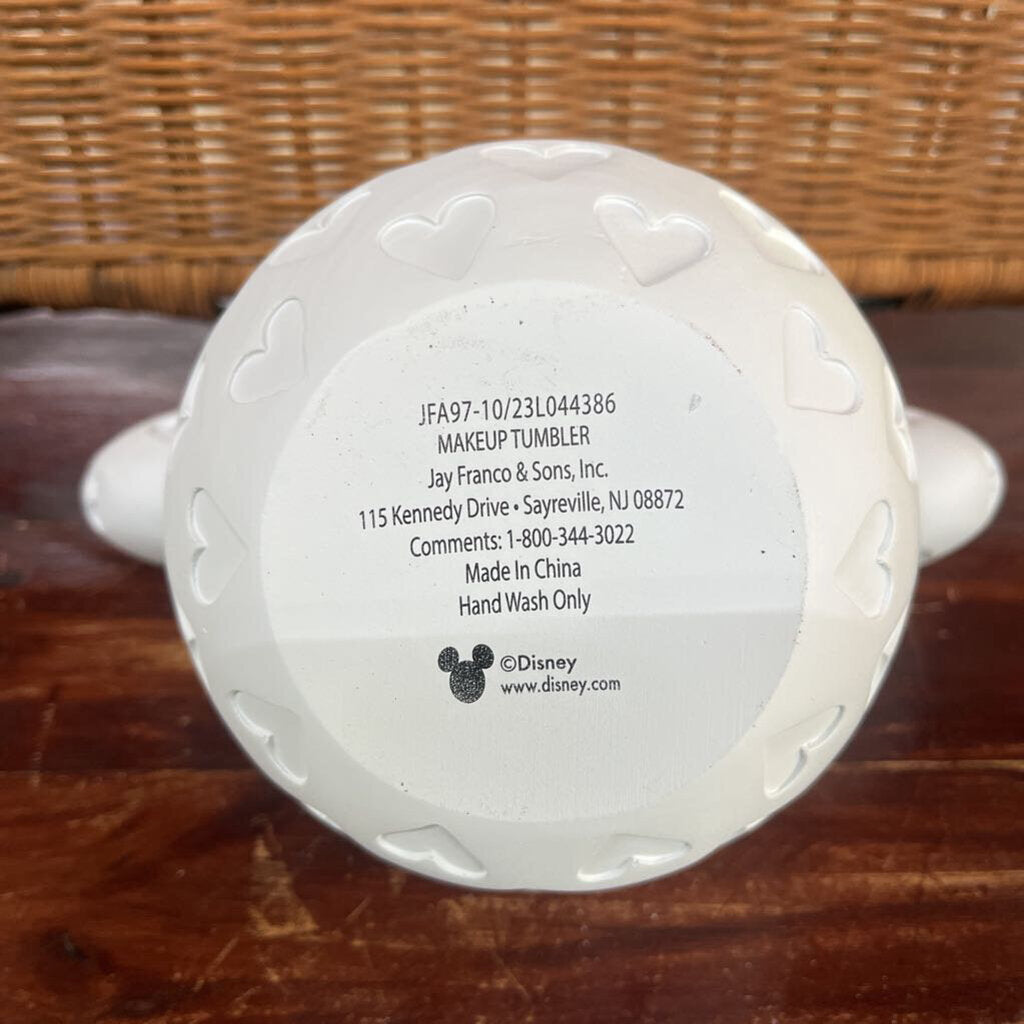 JFA97-10/23L044386
MAKEUP TUMBLER
Jay Franco & Sons, Inc.
115 Kennedy Drive • Sayreville, NJ 08872
Comments: 1-800-344-3022
Made In China
Hand Wash Only
©Disney
www.disney.com